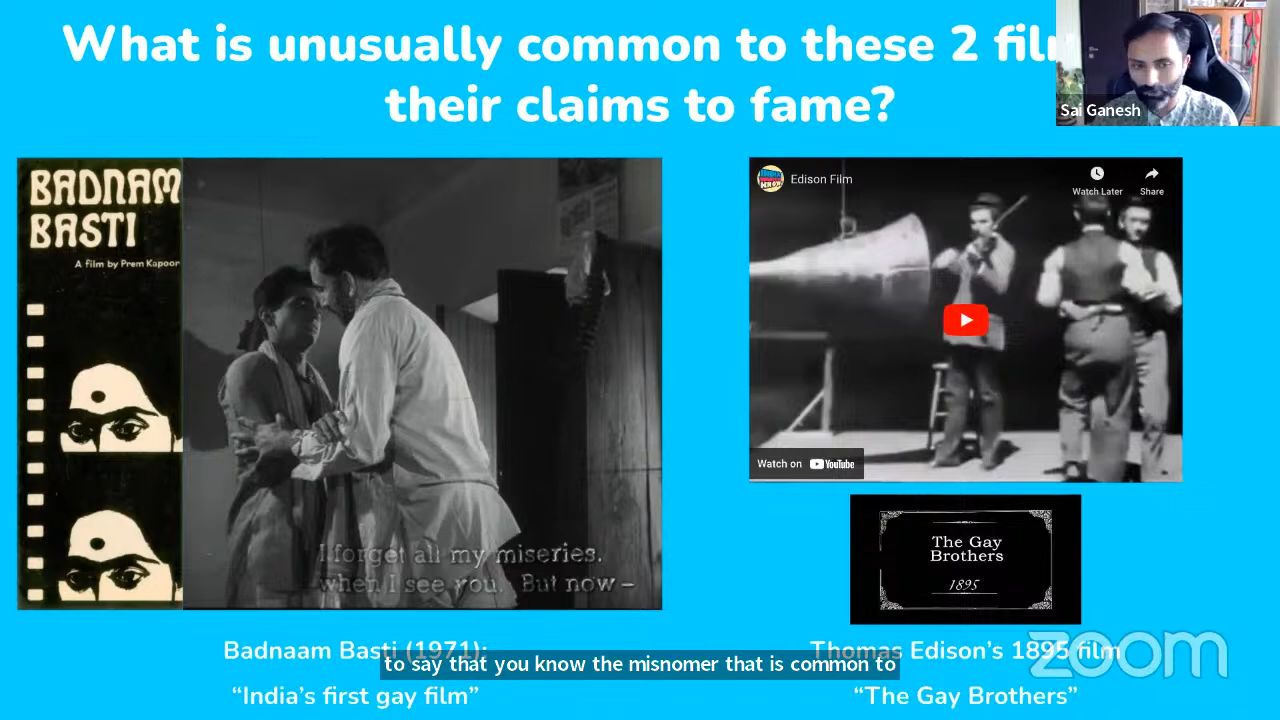 What is unusually common to these 2 fil
their claims to fame?
Sai Ganesh
BADNAM
BASTI
A film by Prem Kapoor
I forget all my miseries.
when I see you. But now –
Edison Film
Watch Later
Share
Watch on YouTube
The Gay
Brothers
1895
Badnaam Basti (1971):
"India's first gay film"
Thomas Edison's 1895 film
"The Gay Brothers"
to say that you know the misnomer that is common to
zoom